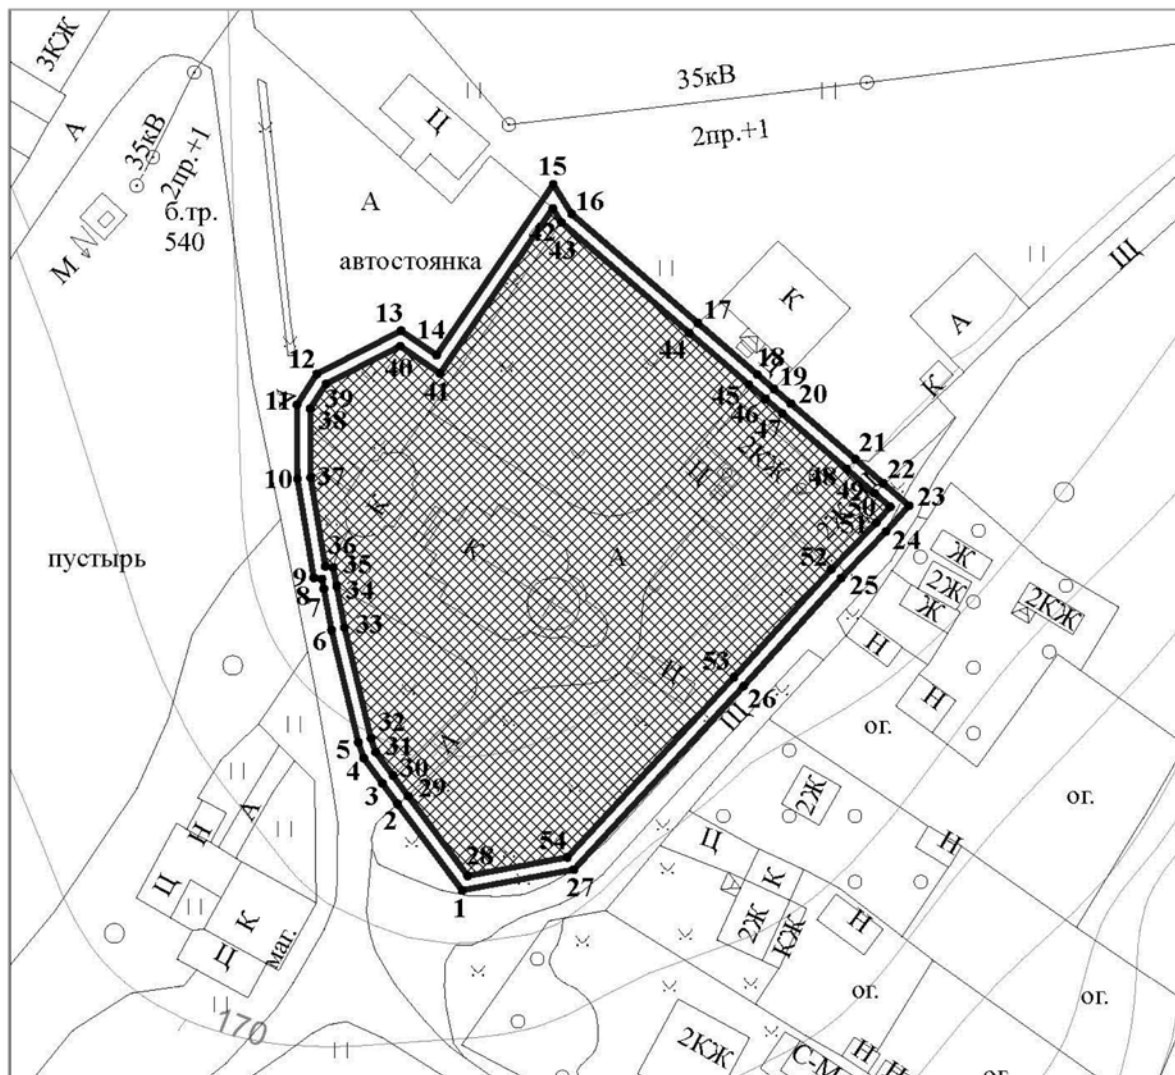 3КЖ
А
35кВ
2пр.+1
б.тр.
540
М
Ц
35кВ
2пр.+1
А
автостоянка
15
16
42
43
Щ
К
А
К
17
44
13
14
40
41
12
11
39
38
18
19
20
45
46
47
2КЖ
21
22
23
48
49
50
51
24
2Ж
10
37
К
К
Ц
А
пустырь
36
35
34
9
8
7
6
33
52
25
Ж
2Ж
Ж
2КЖ
Н
Н
53
26
Щ
Ц
ог.
32
31
30
29
5
4
3
2
А
ог.
2Ж
Н
А
Н
Ц
К
Ц
маг.
28
54
1
27
Ц
К
2Ж
КЖ
Н
ог.
ог.
170
2КЖ
С-М
Н
Н
ог.